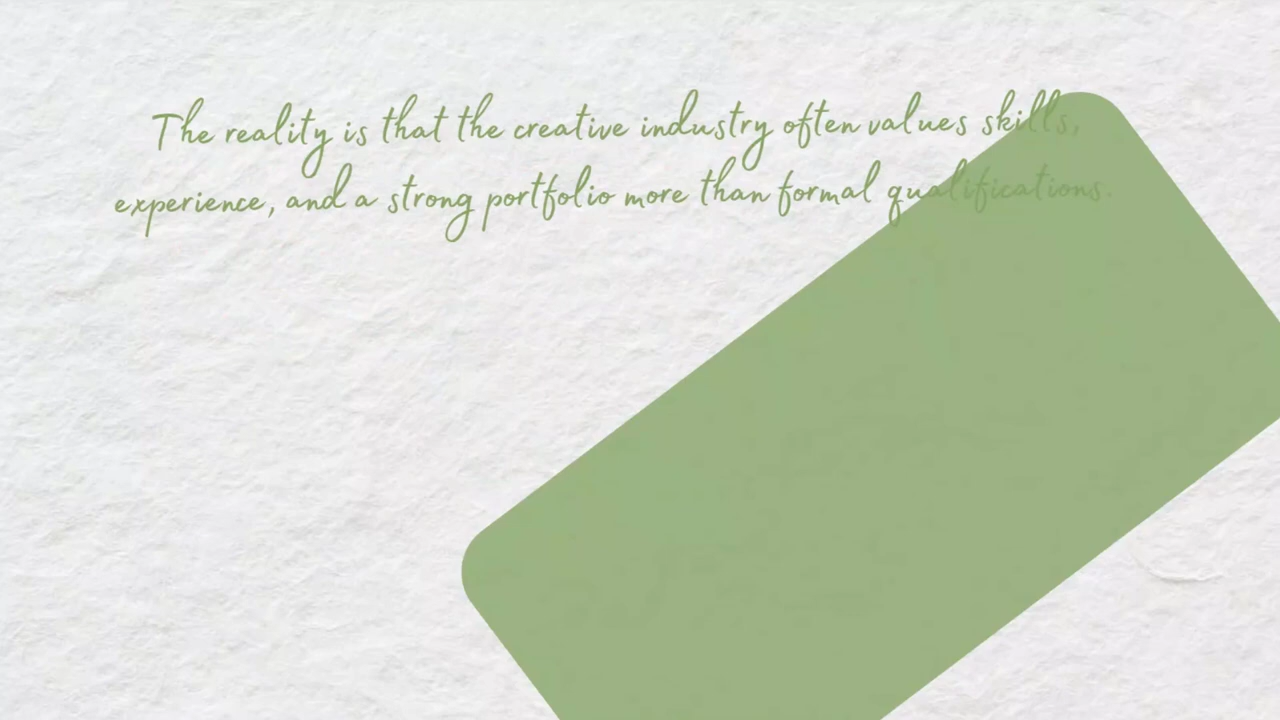 The reality is that the creative industry often values skills,
experience, and a strong portfolio more than formal qualifications.